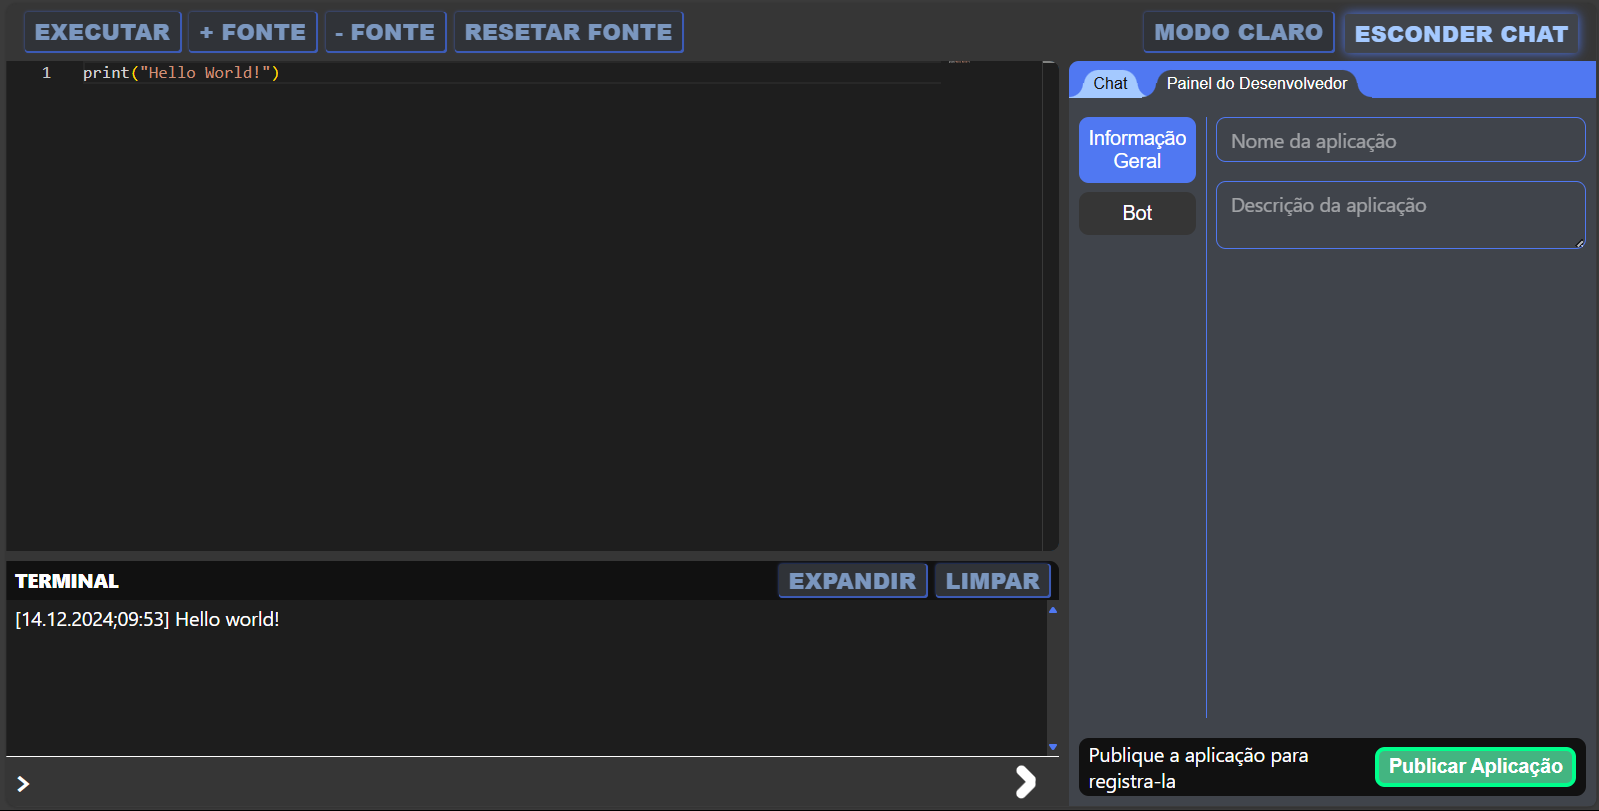 EXECUTAR + FONTE - FONTE RESETAR FONTE MODO CLARO ESCONDER CHAT
1 print("Hello World!")
TERMINAL EXPANDIR LIMPAR
[14.12.2024;09:53] Hello world!
>
Chat Painel do Desenvolvedor
Informação
Geral
Bot
Nome da aplicação
Descrição da aplicação
Publique a aplicação para
registra-la
Publicar Aplicação